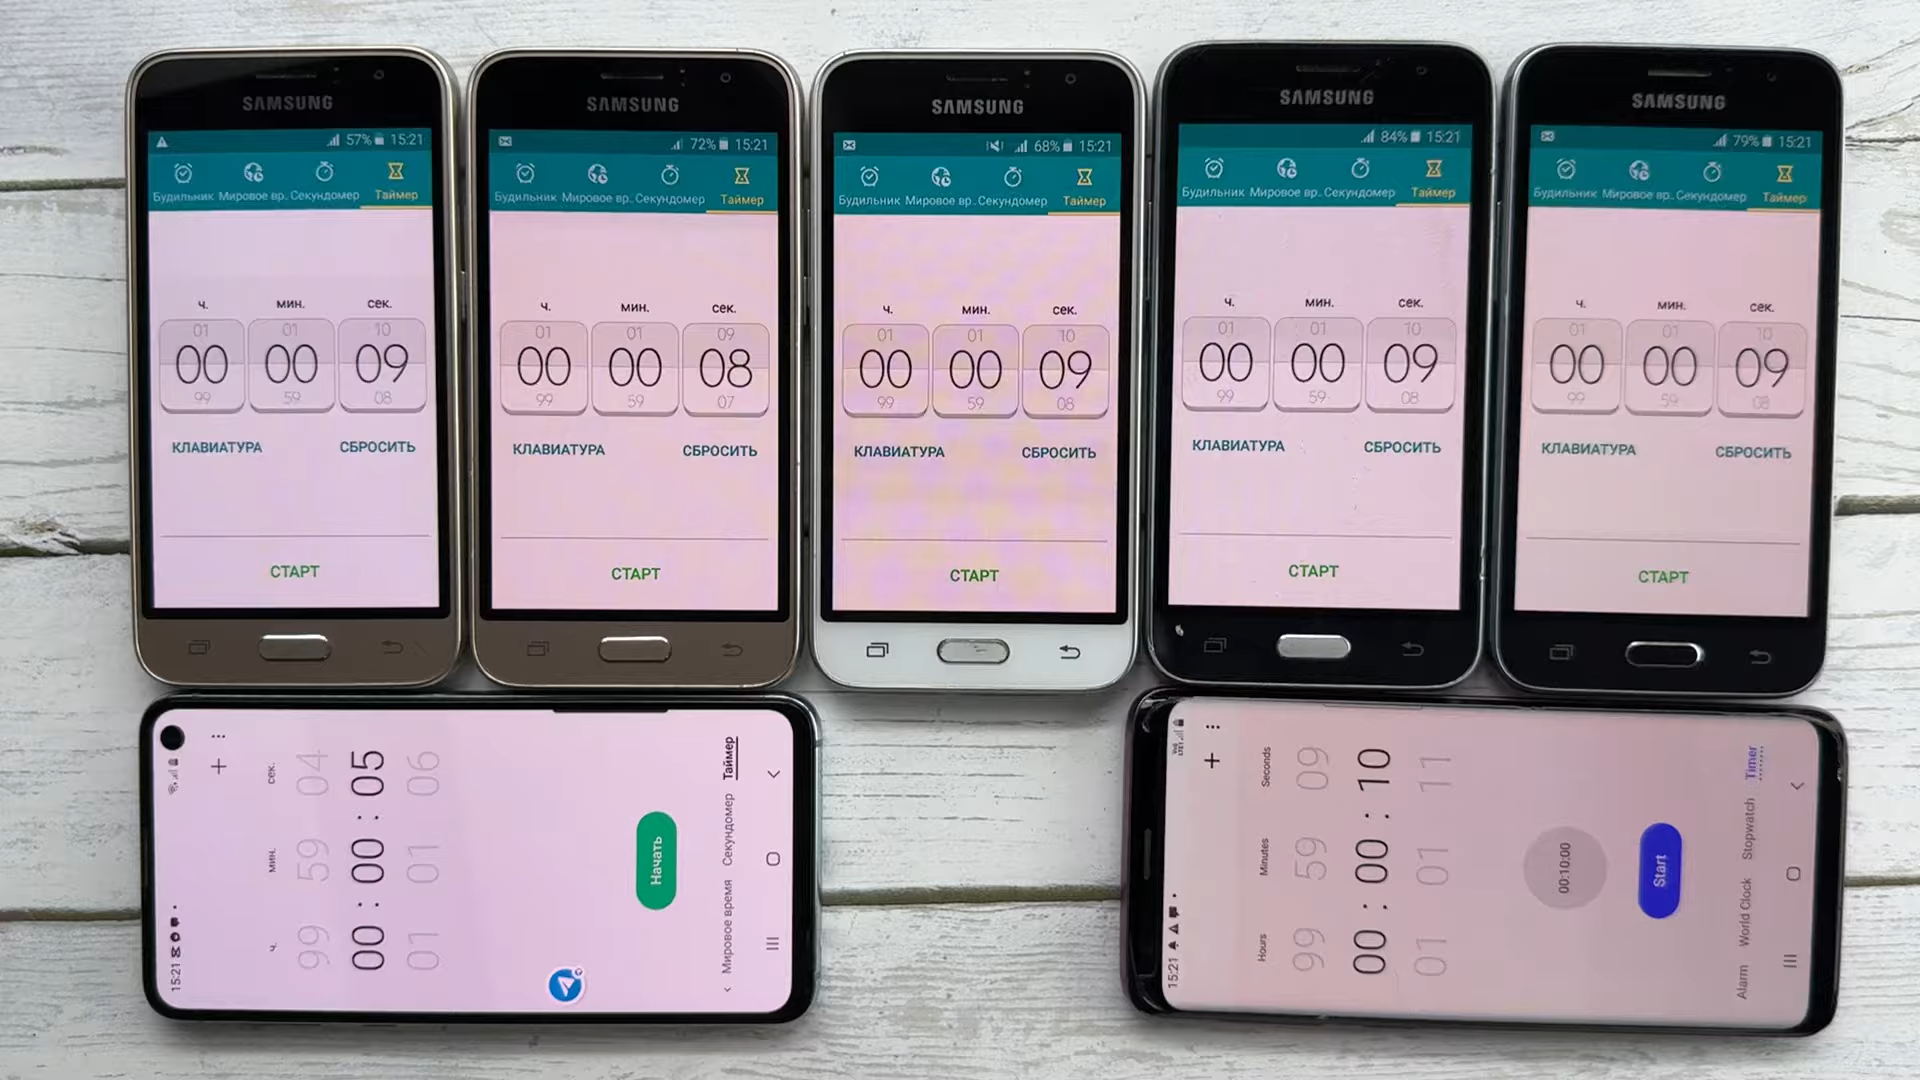 SAMSUNG
57% 15:21
Будильник Мировое вр.. Секундомер Таймер
ч. мин. сек.
01 01 10
00 00 09
99 59 08
КЛАВИАТУРА СБРОСИТЬ
СТАРТ
SAMSUNG
72% 15:21
Будильник Мировое вр.. Секундомер Таймер
ч. мин. сек.
01 01 09
00 00 08
99 59 07
КЛАВИАТУРА СБРОСИТЬ
СТАРТ
SAMSUNG
68% 15:21
Будильник Мировое вр.. Секундомер Таймер
ч. мин. сек.
01 01 10
00 00 09
99 59 08
КЛАВИАТУРА СБРОСИТЬ
СТАРТ
SAMSUNG
84% 15:21
Будильник Мировое вр.. Секундомер Таймер
ч. мин. сек.
01 01 10
00 00 09
99 59 08
КЛАВИАТУРА СБРОСИТЬ
СТАРТ
SAMSUNG
79% 15:21
Будильник Мировое вр.. Секундомер Таймер
ч. мин. сек.
01 01 10
00 00 09
99 59 08
КЛАВИАТУРА СБРОСИТЬ
СТАРТ
15:21
ч. мин. сек.
99 59 04
00 : 00 : 05
01 01 06
Начать
Мировое время Секундомер Таймер
15:21
Hours Minutes Seconds
99 59 09
00 : 00 : 10
01 01 11
00:10:00
Start
Alarm World Clock Stopwatch Timer